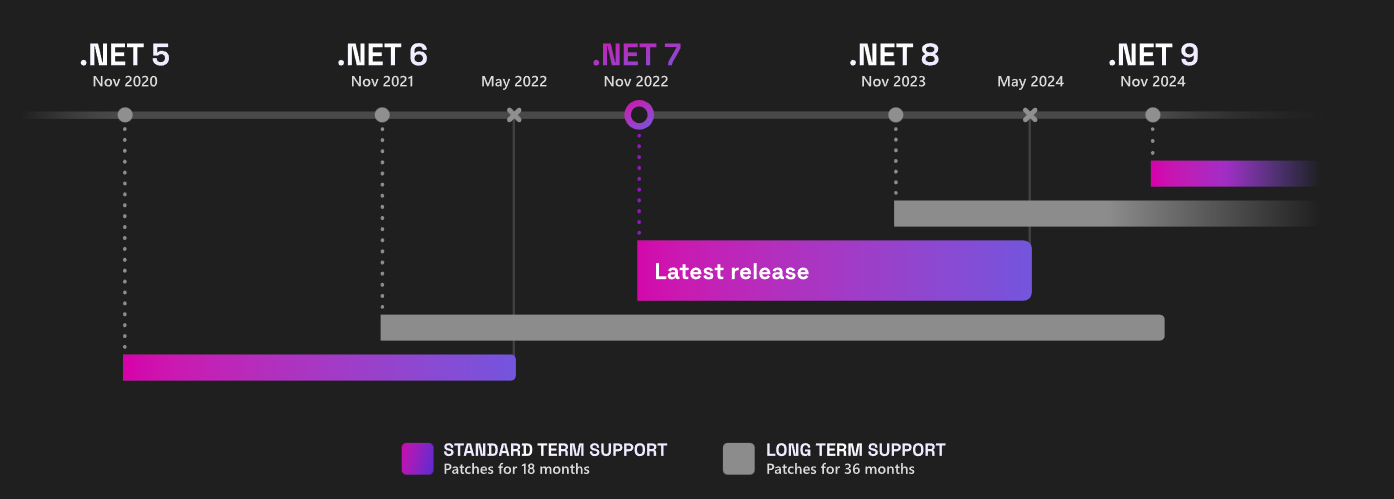 .NET 5
Nov 2020
.NET 6
Nov 2021
May 2022
.NET 7
Nov 2022
.NET 8
Nov 2023
May 2024
.NET 9
Nov 2024
Latest release
STANDARD TERM SUPPORT
Patches for 18 months
LONG TERM SUPPORT
Patches for 36 months